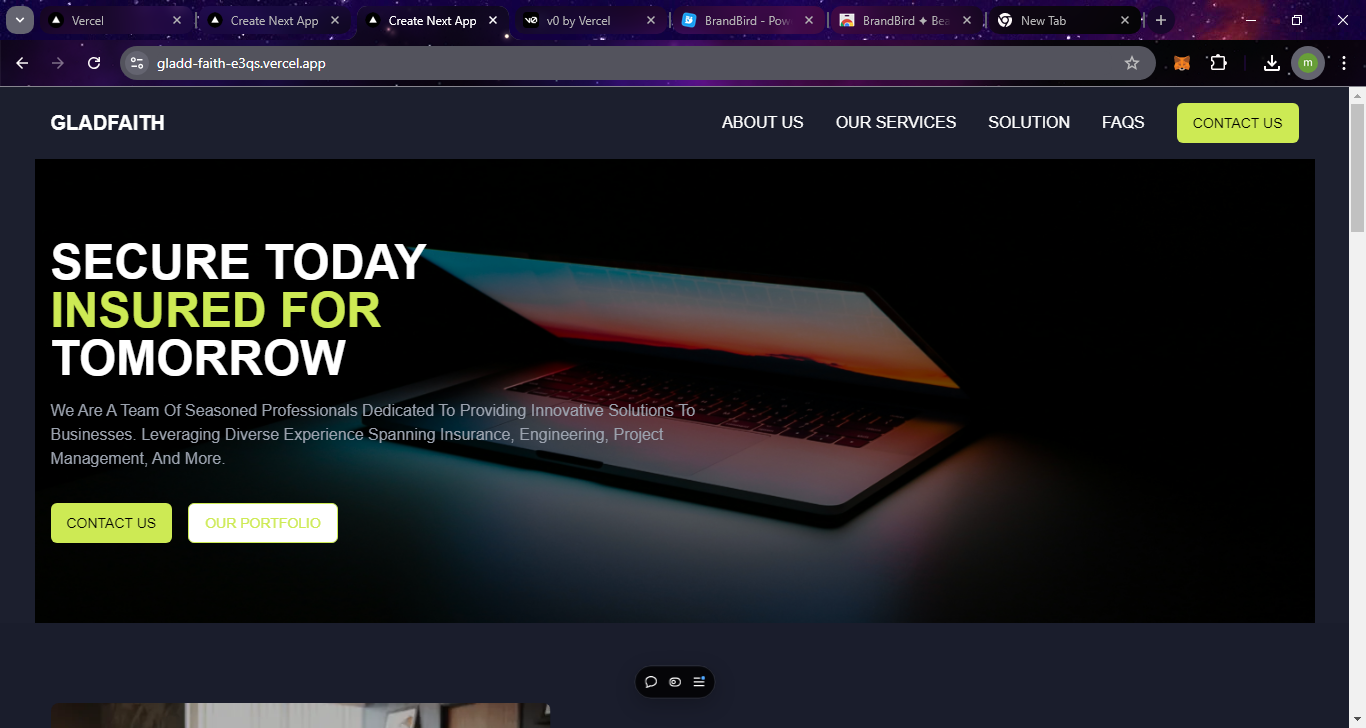 Vercel
Create Next App
Create Next App
v0 by Vercel
BrandBird - Pow
BrandBird ✦ Bea
New Tab
gladd-faith-e3qs.vercel.app
m
GLADFAITH
ABOUT US
OUR SERVICES
SOLUTION
FAQS
CONTACT US
SECURE TODAY
INSURED FOR
TOMORROW
We Are A Team Of Seasoned Professionals Dedicated To Providing Innovative Solutions To
Businesses. Leveraging Diverse Experience Spanning Insurance, Engineering, Project
Management, And More.
CONTACT US
OUR PORTFOLIO